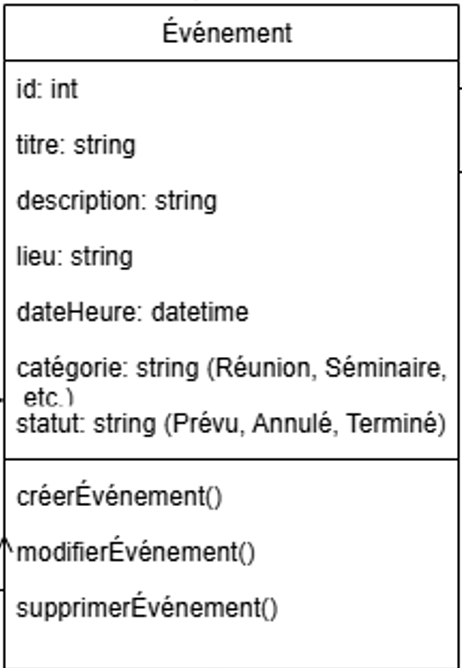 Événement
id: int
titre: string
description: string
lieu: string
dateHeure: datetime
catégorie: string (Réunion, Séminaire,
etc.)
statut: string (Prévu, Annulé, Terminé)
créerÉvénement()
modifierÉvénement()
supprimerÉvénement()